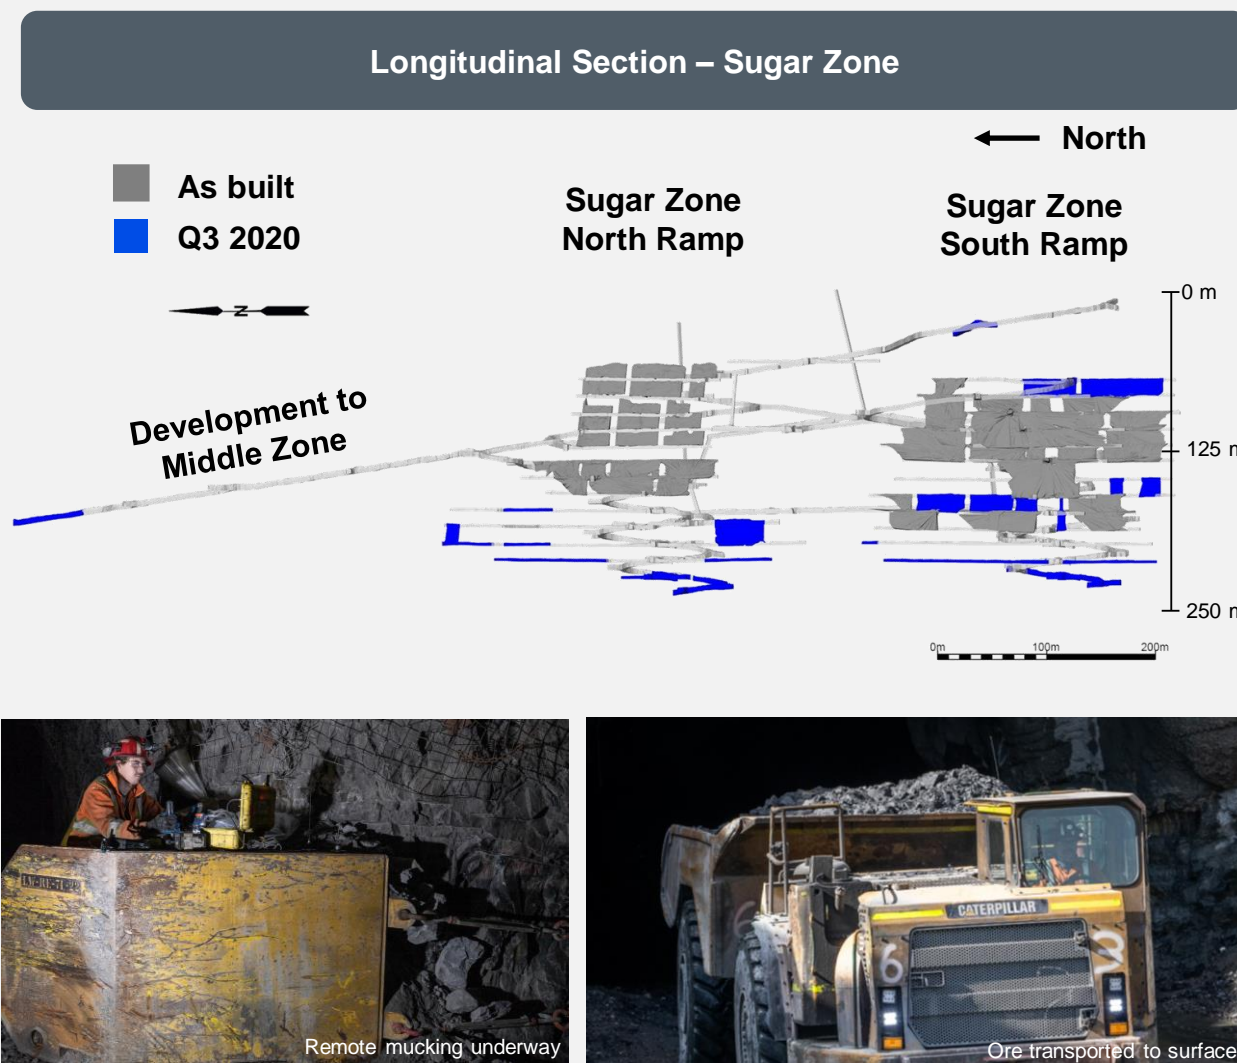 Longitudinal Section – Sugar Zone
North
As built
Q3 2020
Sugar Zone
North Ramp
Sugar Zone
South Ramp
N
0 m
Development to
Middle Zone
125 m
250 m
0m 100m 200m
CATERPILLAR
6
Remote mucking underway
Ore transported to surface